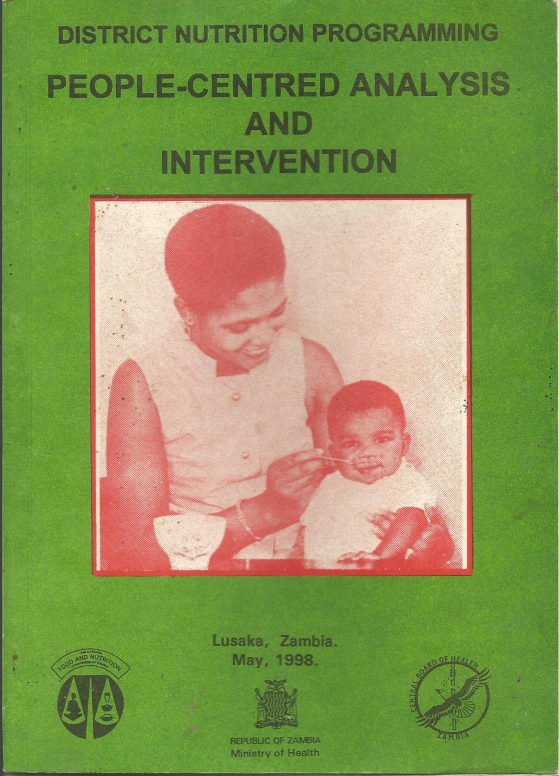 DISTRICT NUTRITION PROGRAMMING
PEOPLE-CENTRED ANALYSIS
AND
INTERVENTION
Lusaka, Zambia.
May, 1998.
FOOD AND NUTRITION
CENTRAL BOARD OF HEALTH
ZAMBIA
REPUBLIC OF ZAMBIA
Ministry of Health